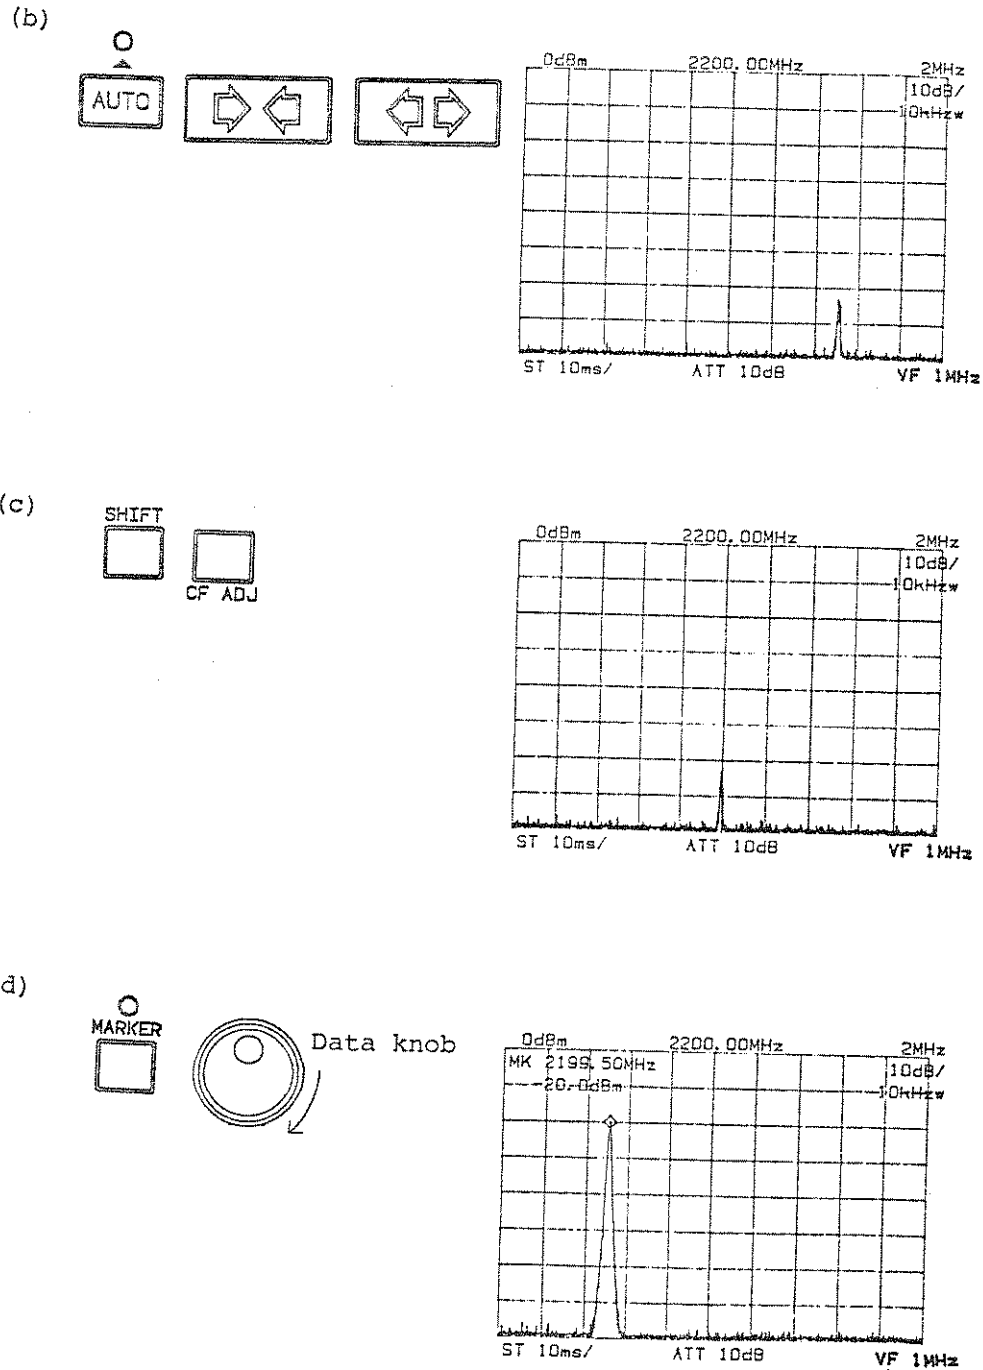 (b)
AUTO
0dBm 2200.00MHz 2MHz
10dB/
10kHzw
ST 10ms/ ATT 10dB VF 1MHz
(c)
SHIFT
CF ADJ
0dBm 2200.00MHz 2MHz
10dB/
10kHzw
ST 10ms/ ATT 10dB VF 1MHz
d)
MARKER
Data knob
0dBm 2200.00MHz 2MHz
MK 2199.50MHz 10dB/
-20.0dBm 10kHzw
ST 10ms/ ATT 10dB VF 1MHz